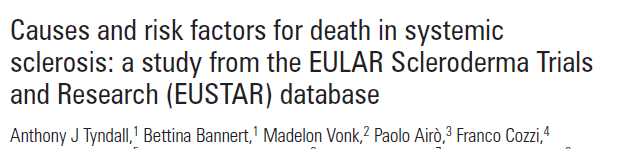 Causes and risk factors for death in systemic
sclerosis: a study from the EULAR Scleroderma Trials
and Research (EUSTAR) database
Anthony J Tyndall,1 Bettina Bannert,1 Madelon Vonk,2 Paolo Airò,3 Franco Cozzi,4